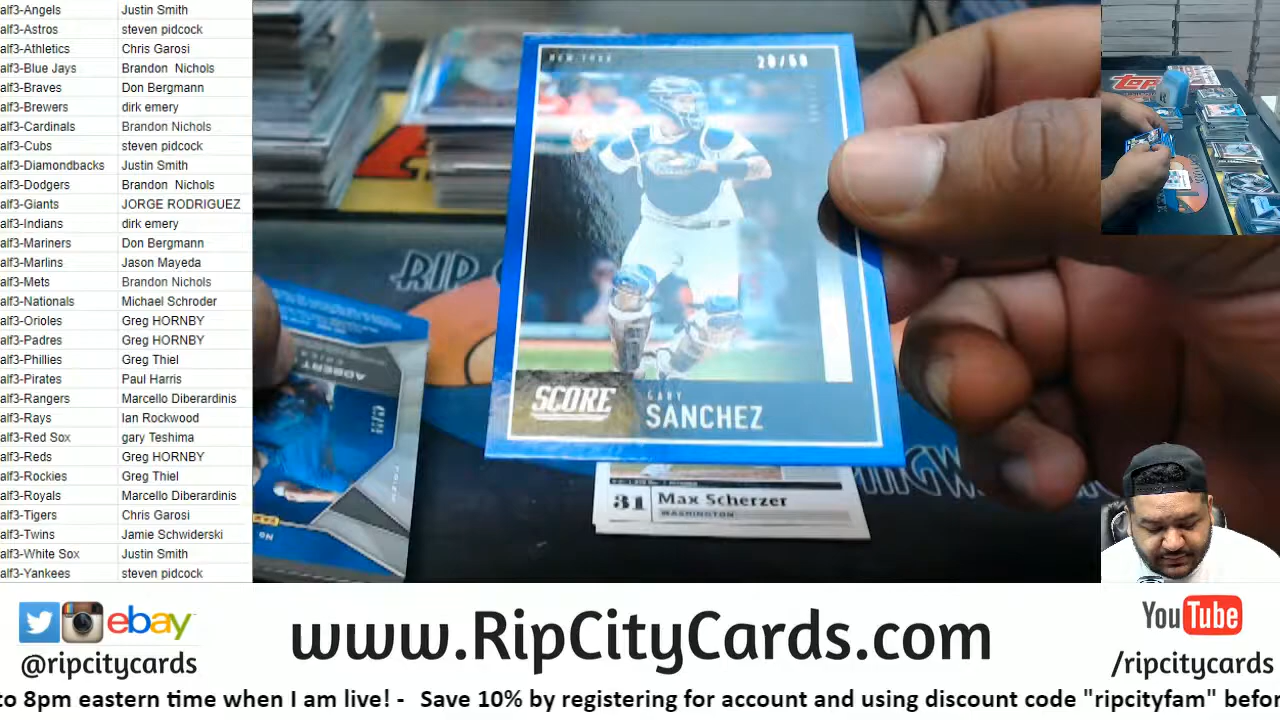 alf3-Angels Justin Smith
alf3-Astros steven pidcock
alf3-Athletics Chris Garosi
alf3-Blue Jays Brandon Nichols
alf3-Braves Don Bergmann
alf3-Brewers dirk emery
alf3-Cardinals Brandon Nichols
alf3-Cubs steven pidcock
alf3-Diamondbacks Justin Smith
alf3-Dodgers Brandon Nichols
alf3-Giants JORGE RODRIGUEZ
alf3-Indians dirk emery
alf3-Mariners Don Bergmann
alf3-Marlins Jason Mayeda
alf3-Mets Brandon Nichols
alf3-Nationals Michael Schroder
alf3-Orioles Greg HORNBY
alf3-Padres Greg HORNBY
alf3-Phillies Greg Thiel
alf3-Pirates Paul Harris
alf3-Rangers Marcello Diberardinis
alf3-Rays Ian Rockwood
alf3-Red Sox gary Teshima
alf3-Reds Greg HORNBY
alf3-Rockies Greg Thiel
alf3-Royals Marcello Diberardinis
alf3-Tigers Chris Garosi
alf3-Twins Jamie Schwiderski
alf3-White Sox Justin Smith
alf3-Yankees steven pidcock
NEW YORK
SCORE
GARY
SANCHEZ
31 Max Scherzer
WASHINGTON
RIP
ADBERT
TOPPS
ebay
@ripcitycards
www.RipCityCards.com
YouTube
/ripcitycards
to 8pm eastern time when I am live! - Save 10% by registering for account and using discount code "ripcityfam" befor